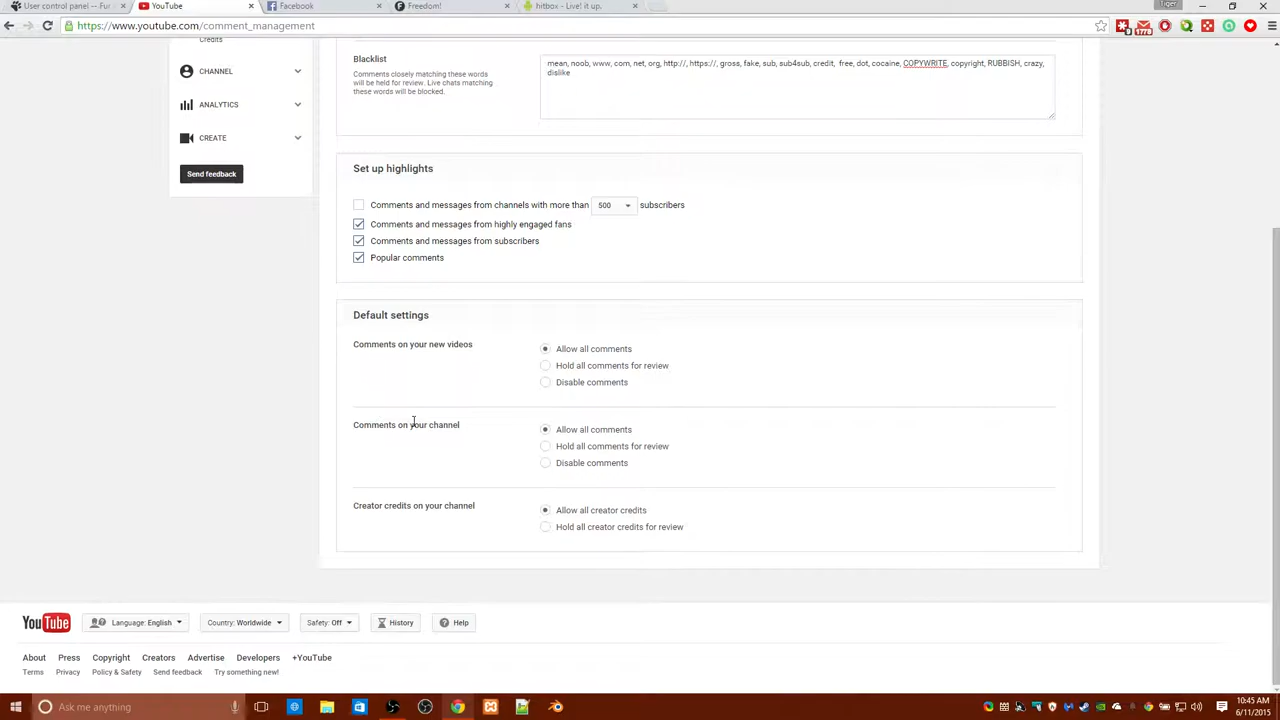 User control panel -- Fur
YouTube
Facebook
Freedom!
hitbox - Live! it up.
Tiger
https://www.youtube.com/comment_management
Credits
CHANNEL
ANALYTICS
CREATE
Send feedback
Blacklist
Comments closely matching these words
will be held for review. Live chats matching
these words will be blocked.
mean, noob, www, com, net, org, http://, https://, gross, fake, sub, sub4sub, credit, free, dot, cocaine, COPYWRITE, copyright, RUBBISH, crazy,
dislike
Set up highlights
Comments and messages from channels with more than 500 subscribers
Comments and messages from highly engaged fans
Comments and messages from subscribers
Popular comments
Default settings
Comments on your new videos
Allow all comments
Hold all comments for review
Disable comments
Comments on your channel
Allow all comments
Hold all comments for review
Disable comments
Creator credits on your channel
Allow all creator credits
Hold all creator credits for review
YouTube
Language: English
Country: Worldwide
Safety: Off
History
Help
About Press Copyright Creators Advertise Developers +YouTube
Terms Privacy Policy & Safety Send feedback Try something new!
Ask me anything
10:45 AM
6/11/2015